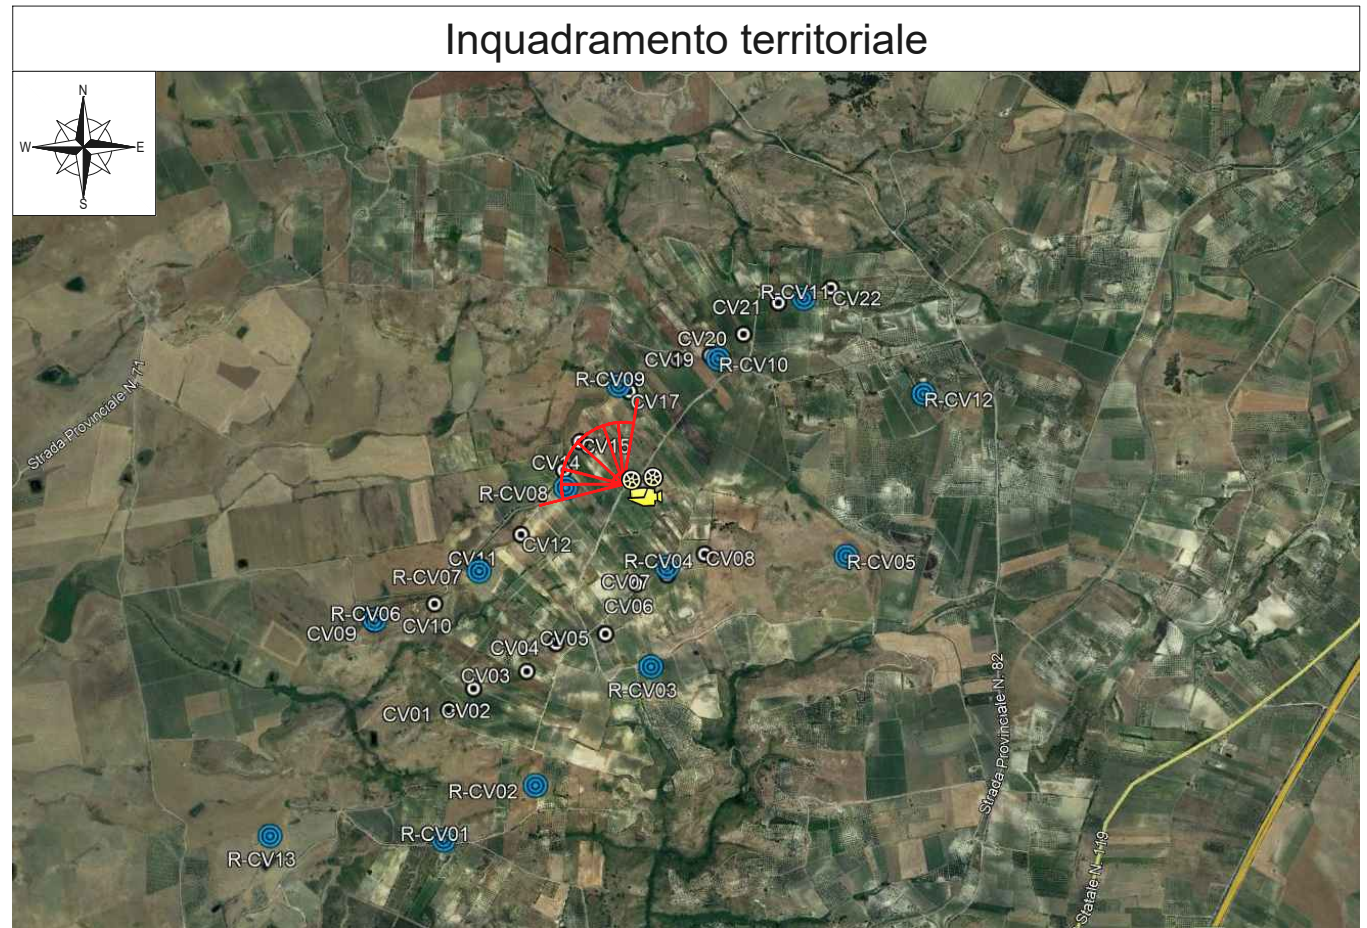 Inquadramento territoriale
N
W E
S
R-CV11
CV22
CV21
CV20
CV19
R-CV10
R-CV09
CV17
R-CV12
Strada Provinciale N. 71
CV15
CV14
R-CV08
CV12
CV11
R-CV07
R-CV04
CV08
R-CV05
CV07
CV06
R-CV06
CV09
CV10
CV05
CV04
CV03
R-CV03
CV01
CV02
Strada Provinciale N. 82
R-CV02
R-CV01
R-CV13
Statale N. 119